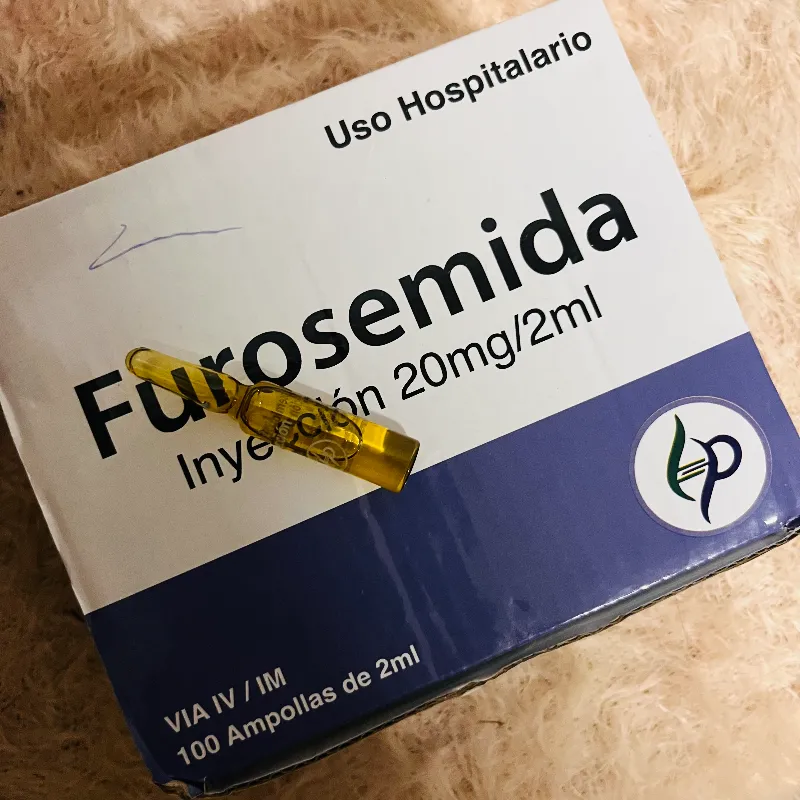 Uso Hospitalario
Furosemida
Inyección 20mg/2ml
VIA IV / IM
100 Ampollas de 2ml